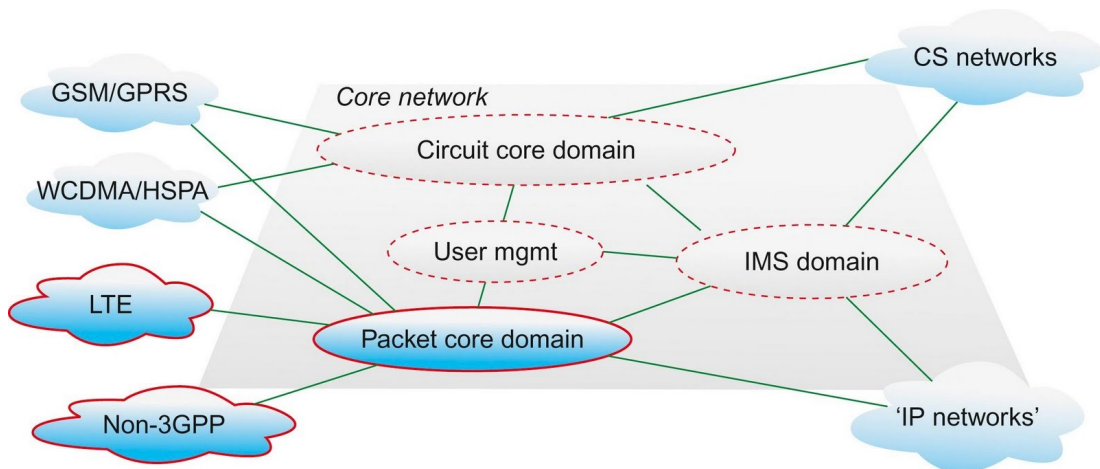 CS networks
GSM/GPRS
Core network
Circuit core domain
WCDMA/HSPA
User mgmt
IMS domain
LTE
Packet core domain
Non-3GPP
‘IP networks’